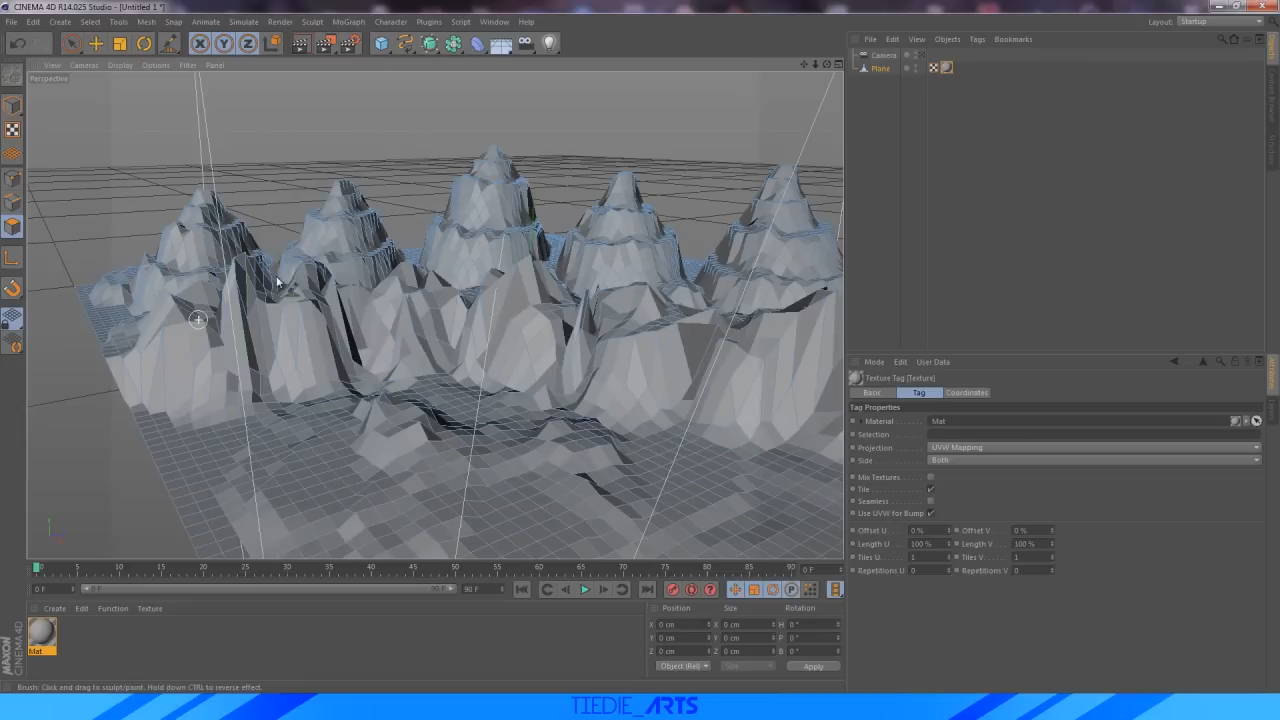 CINEMA 4D R14.025 Studio - [Untitled 1 *]
File Edit Create Select Tools Mesh Snap Animate Simulate Render Sculpt MoGraph Character Plugins Script Window Help
Layout: Startup
X Y Z
File Edit View Objects Tags Bookmarks
Camera
Plane
View Cameras Display Options Filter Panel
Perspective
Mode Edit User Data
Texture Tag [Texture]
Basic Tag Coordinates
Tag Properties
Material Mat
Selection
Projection UVW Mapping
Side Both
Mix Textures
Tile
Seamless
Use UVW for Bump
Offset U 0 % Offset V 0 %
Length U 100 % Length V 100 %
Tiles U 1 Tiles V 1
Repetitions U 0 Repetitions V 0
0 5 10 15 20 25 30 35 40 45 50 55 60 65 70 75 80 85 90 0 F
0 F 0 F 90 F 90 F
Create Edit Function Texture
Mat
Position Size Rotation
X 0 cm X 0 cm H 0 °
Y 0 cm Y 0 cm P 0 °
Z 0 cm Z 0 cm B 0 °
Object (Rel) Size Apply
MAXON CINEMA 4D
Brush: Click and drag to sculpt/paint. Hold down CTRL to reverse effect.
TIEDIE_ARTS